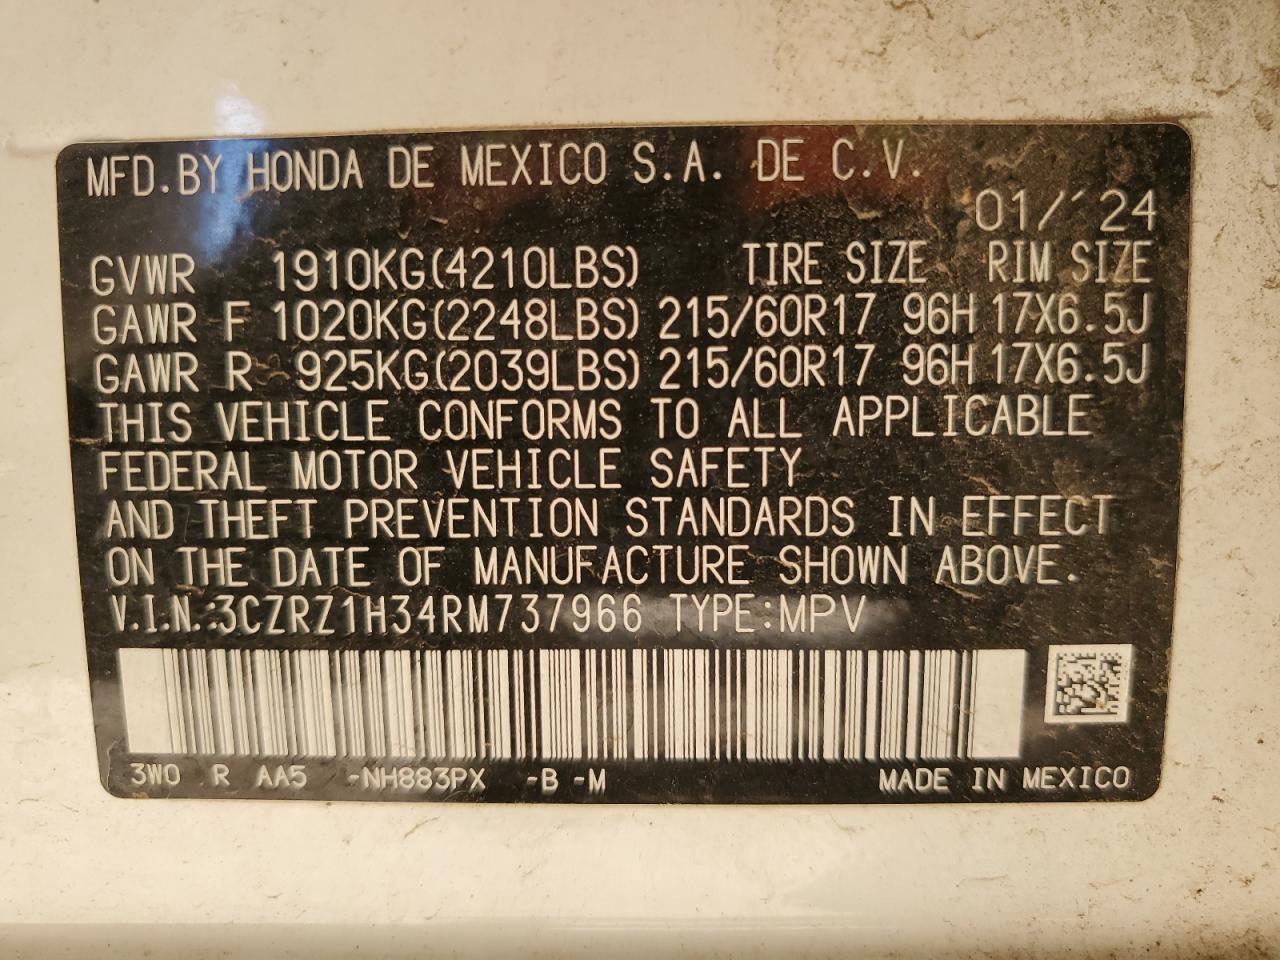 MFD.BY HONDA DE MEXICO S.A. DE C.V.
01/´24
GVWR 1910KG(4210LBS) TIRE SIZE RIM SIZE
GAWR F 1020KG(2248LBS) 215/60R17 96H 17X6.5J
GAWR R 925KG(2039LBS) 215/60R17 96H 17X6.5J
THIS VEHICLE CONFORMS TO ALL APPLICABLE
FEDERAL MOTOR VEHICLE SAFETY
AND THEFT PREVENTION STANDARDS IN EFFECT
ON THE DATE OF MANUFACTURE SHOWN ABOVE.
V.I.N.:3CZRZ1H34RM737966 TYPE:MPV
3W0 R AA5 -NH883PX -B -M MADE IN MEXICO